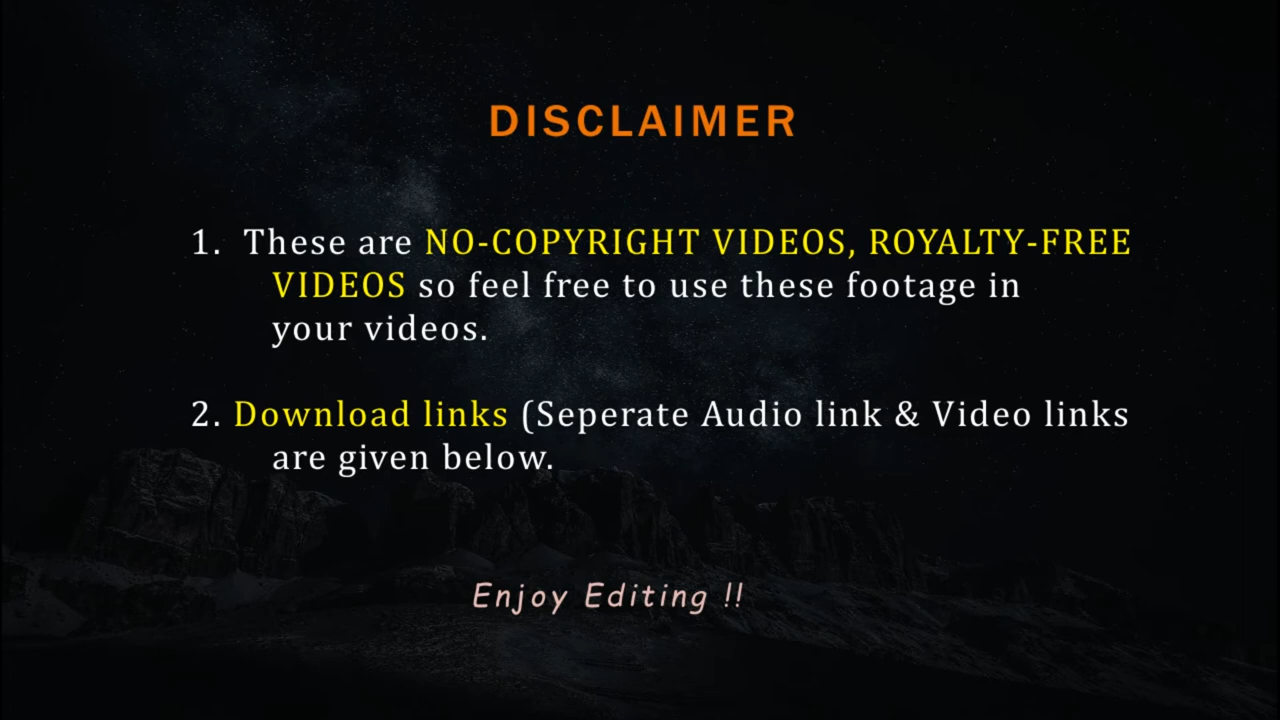 DISCLAIMER
1. These are NO-COPYRIGHT VIDEOS, ROYALTY-FREE
VIDEOS so feel free to use these footage in
your videos.
2. Download links (Seperate Audio link & Video links
are given below.
Enjoy Editing !!